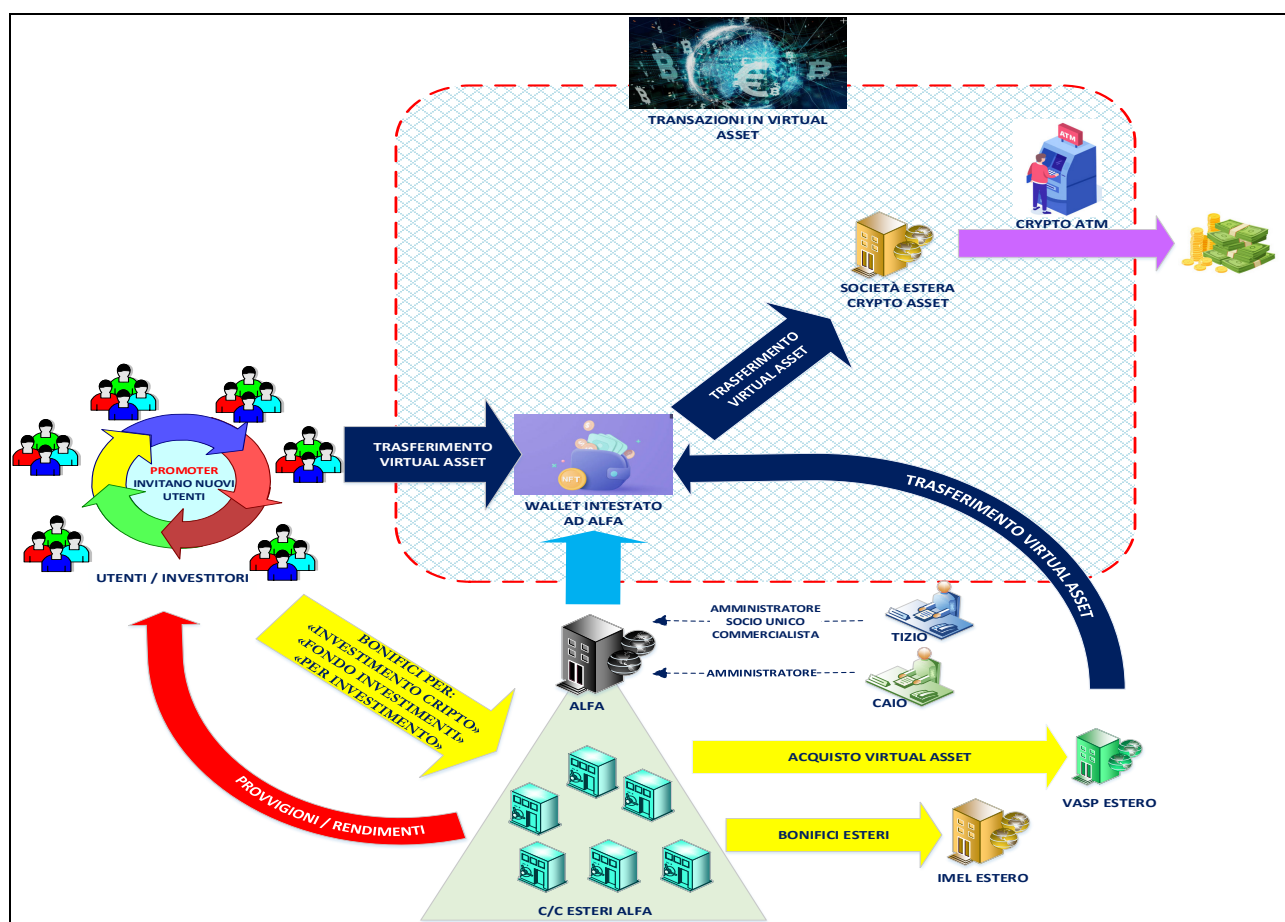 TRANSAZIONI IN VIRTUAL
ASSET
ATM
CRYPTO ATM
SOCIETÀ ESTERA
CRYPTO ASSET
TRASFERIMENTO
VIRTUAL ASSET
PROMOTER
INVITANO NUOVI
UTENTI
UTENTI / INVESTITORI
TRASFERIMENTO
VIRTUAL ASSET
NFT
WALLET INTESTATO
AD ALFA
TRASFERIMENTO VIRTUAL ASSET
BONIFICI PER:
«INVESTIMENTO CRIPTO»
«FONDO INVESTIMENTI»
«PER INVESTIMENTO»
AMMINISTRATORE
SOCIO UNICO
COMMERCIALISTA
TIZIO
AMMINISTRATORE
CAIO
ALFA
PROVVIGIONI / RENDIMENTI
ACQUISTO VIRTUAL ASSET
VASP ESTERO
BONIFICI ESTERI
IMEL ESTERO
C/C ESTERI ALFA